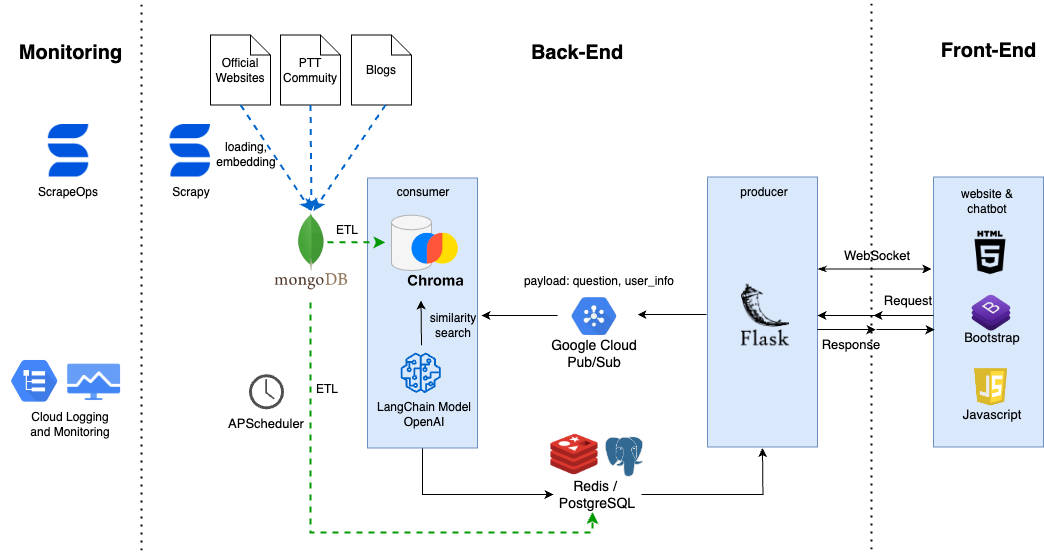 Monitoring
Back-End
Front-End
Official
Websites
PTT
Commuity
Blogs
loading,
embedding
ScrapeOps
Scrapy
consumer
producer
website &
chatbot
HTML
5
ETL
mongoDB
Chroma
WebSocket
payload: question, user_info
similarity
search
Request
B
Bootstrap
Flask
Response
Google Cloud
Pub/Sub
ETL
APScheduler
LangChain Model
OpenAI
JS
Javascript
Cloud Logging
and Monitoring
Redis /
PostgreSQL